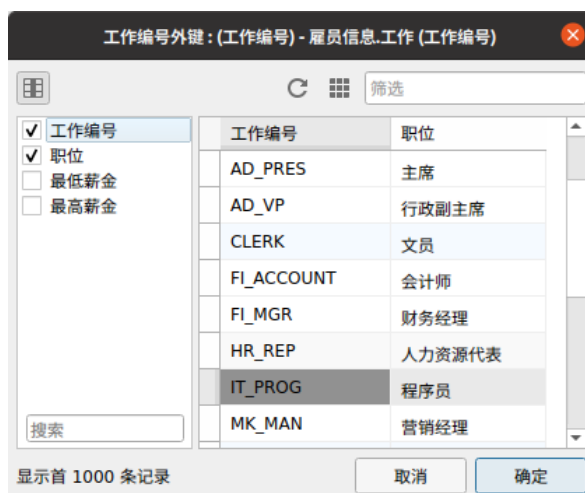 工作编号外键 : (工作编号) - 雇员信息.工作 (工作编号)
筛选
工作编号
职位
最低薪金
最高薪金
搜索
工作编号 职位
AD_PRES 主席
AD_VP 行政副主席
CLERK 文员
FI_ACCOUNT 会计师
FI_MGR 财务经理
HR_REP 人力资源代表
IT_PROG 程序员
MK_MAN 营销经理
显示首 1000 条记录
取消
确定